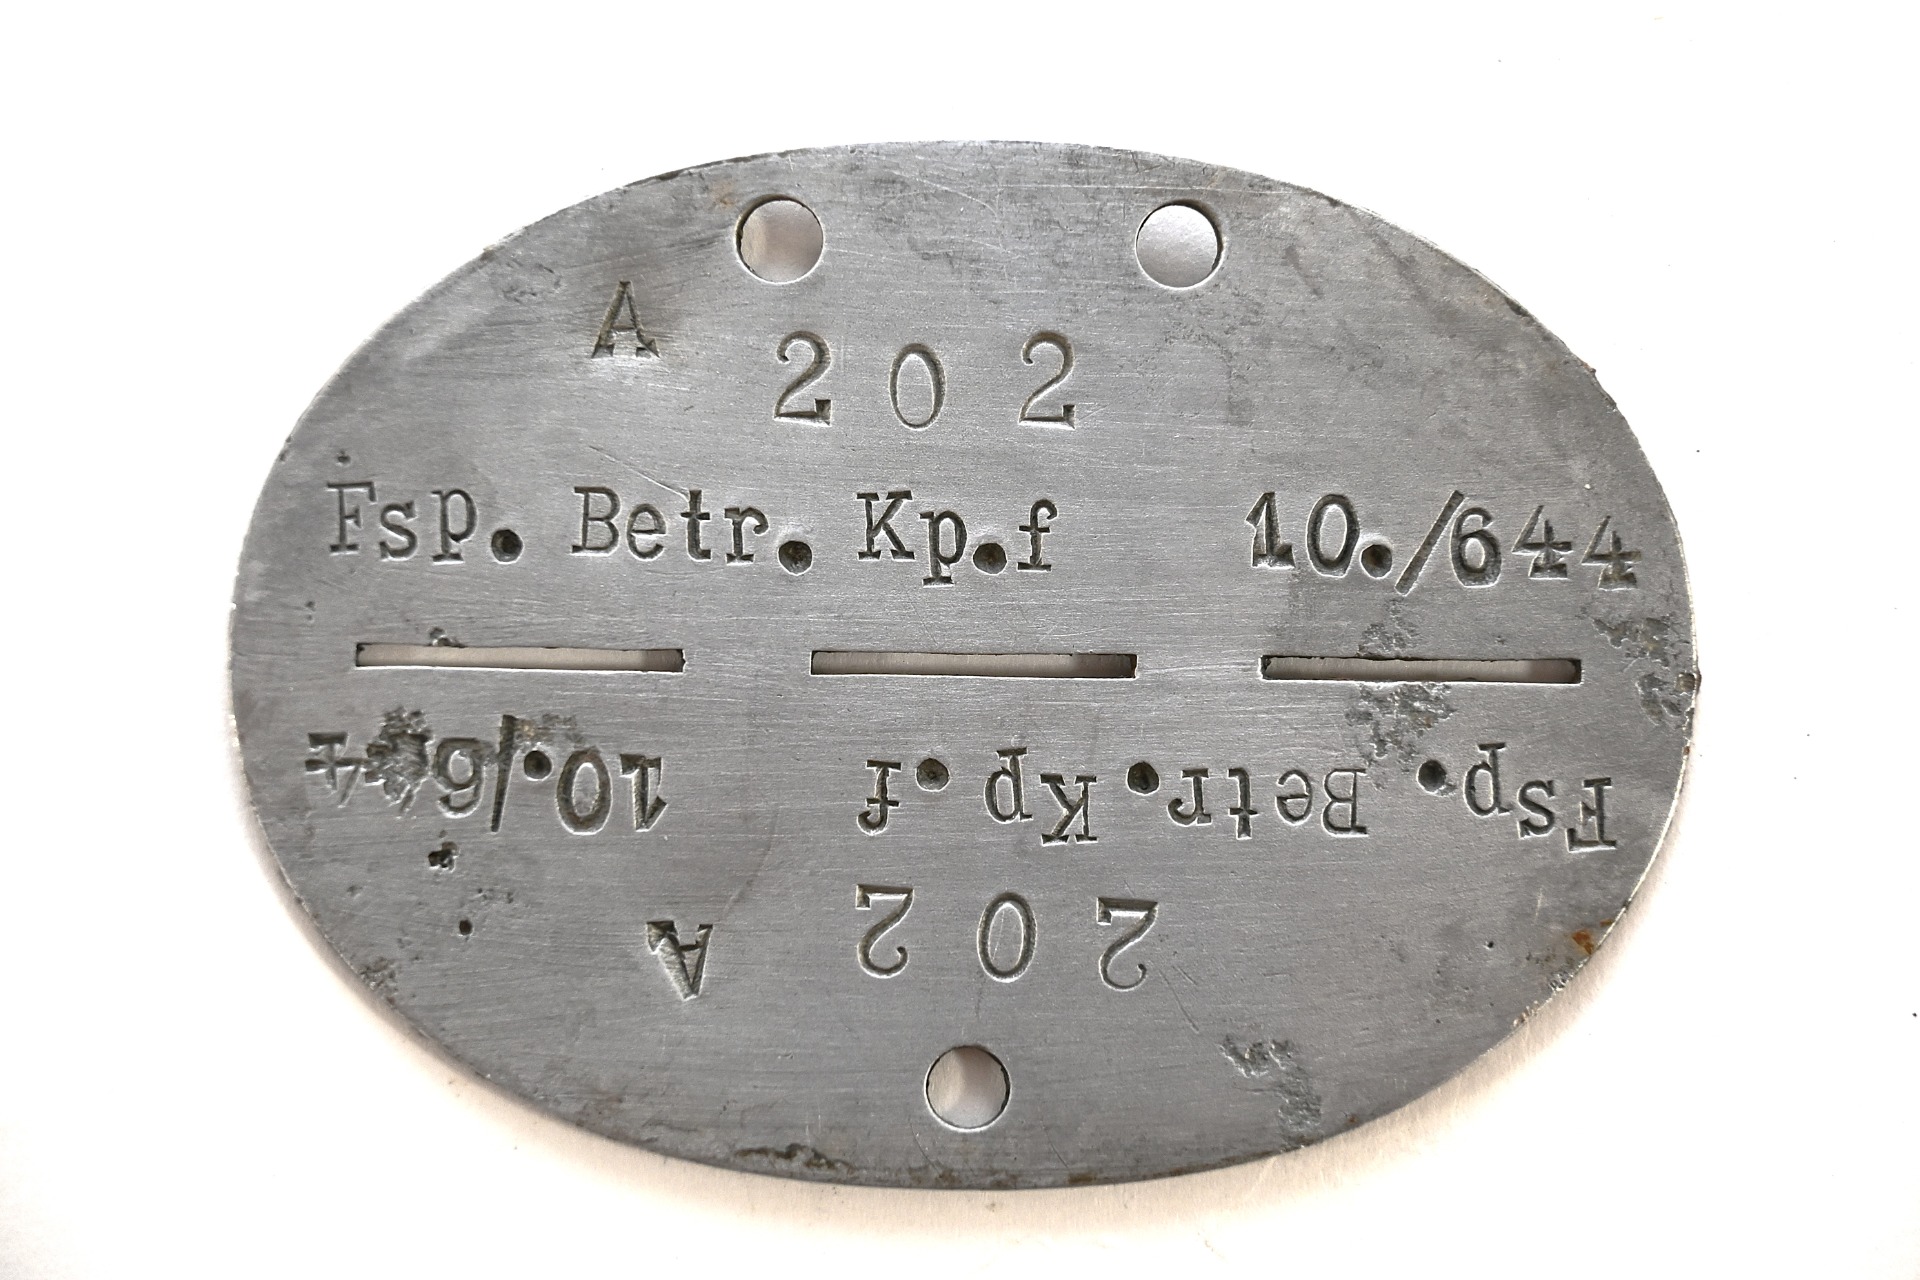 A 202
Fsp. Betr. Kp.f 10./644
Fsp. Betr. Kp.f 10./644
202 A